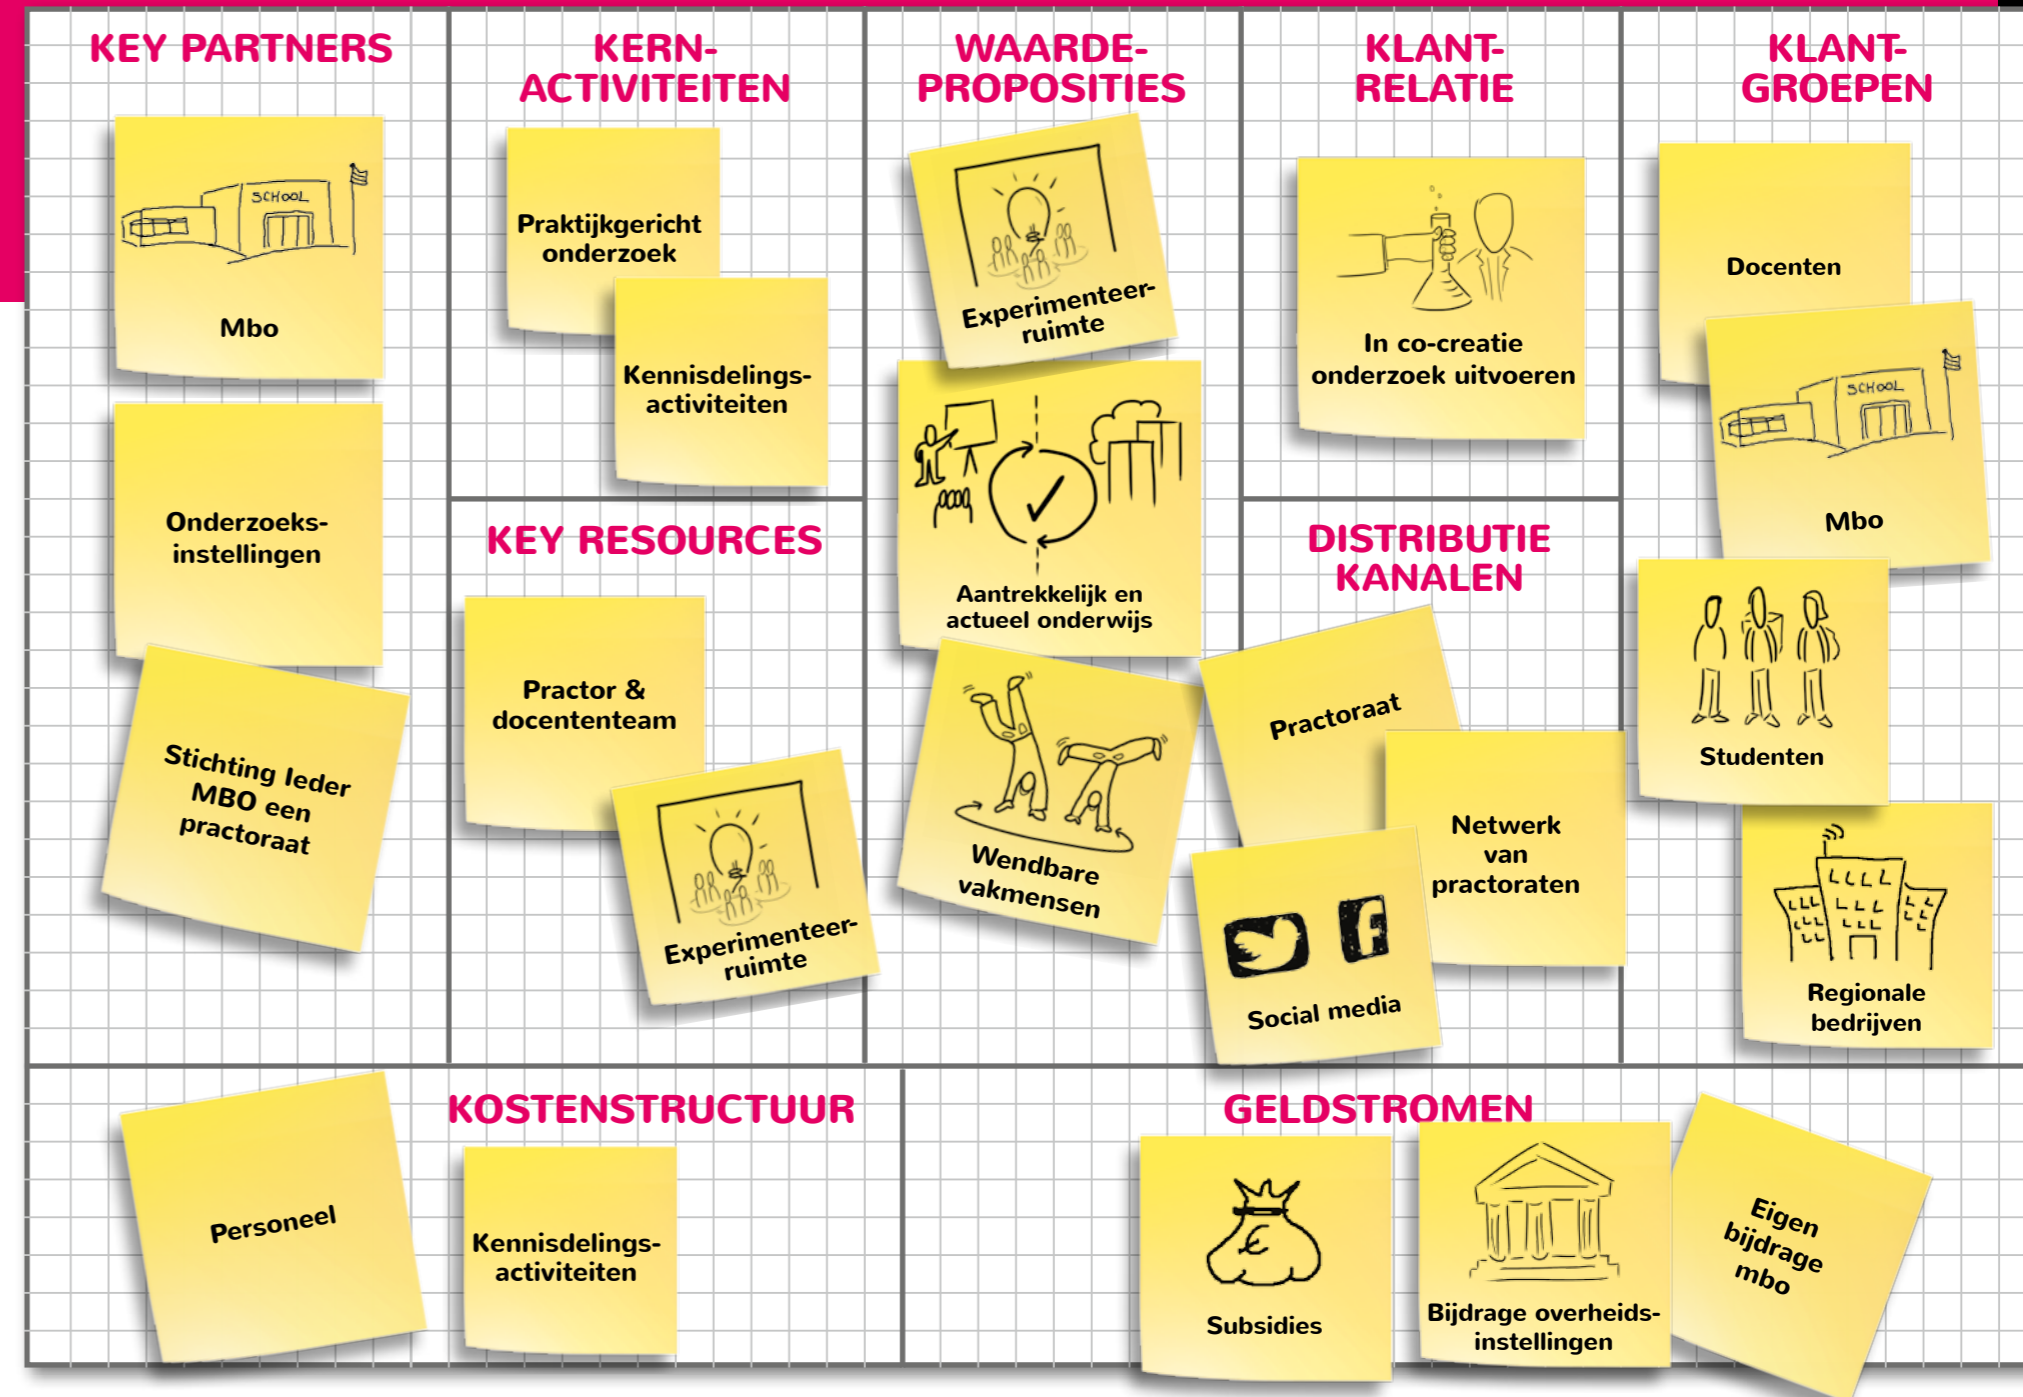 KEY PARTNERS
SCHOOL
Mbo
Onderzoeks-
instellingen
Stichting Ieder
MBO een
practoraat
KERN-
ACTIVITEITEN
Praktijkgericht
onderzoek
Kennisdelings-
activiteiten
KEY RESOURCES
Practor &
docententeam
Experimenteer-
ruimte
WAARDE-
PROPOSITIES
Experimenteer-
ruimte
Aantrekkelijk en
actueel onderwijs
Wendbare
vakmensen
KLANT-
RELATIE
In co-creatie
onderzoek uitvoeren
DISTRIBUTIE
KANALEN
Practoraat
Netwerk
van
practoraten
Social media
KLANT-
GROEPEN
Docenten
SCHOOL
Mbo
Studenten
Regionale
bedrijven
KOSTENSTRUCTUUR
Personeel
Kennisdelings-
activiteiten
GELDSTROMEN
€
Subsidies
Bijdrage overheids-
instellingen
Eigen
bijdrage
mbo